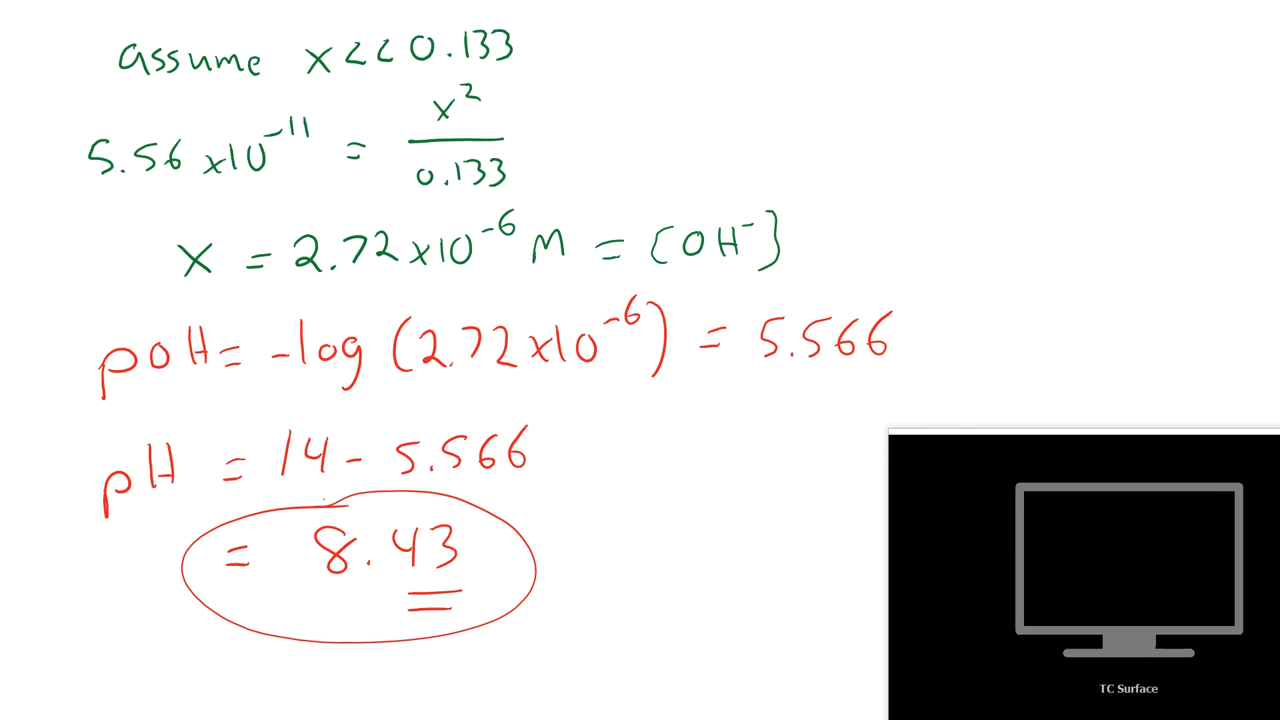 assume x << 0.133
5.56 x10⁻¹¹ = x² / 0.133
x = 2.72 x10⁻⁶ M = [OH⁻]
pOH = -log (2.72 x10⁻⁶) = 5.566
pH = 14 - 5.566
= 8.43
TC Surface